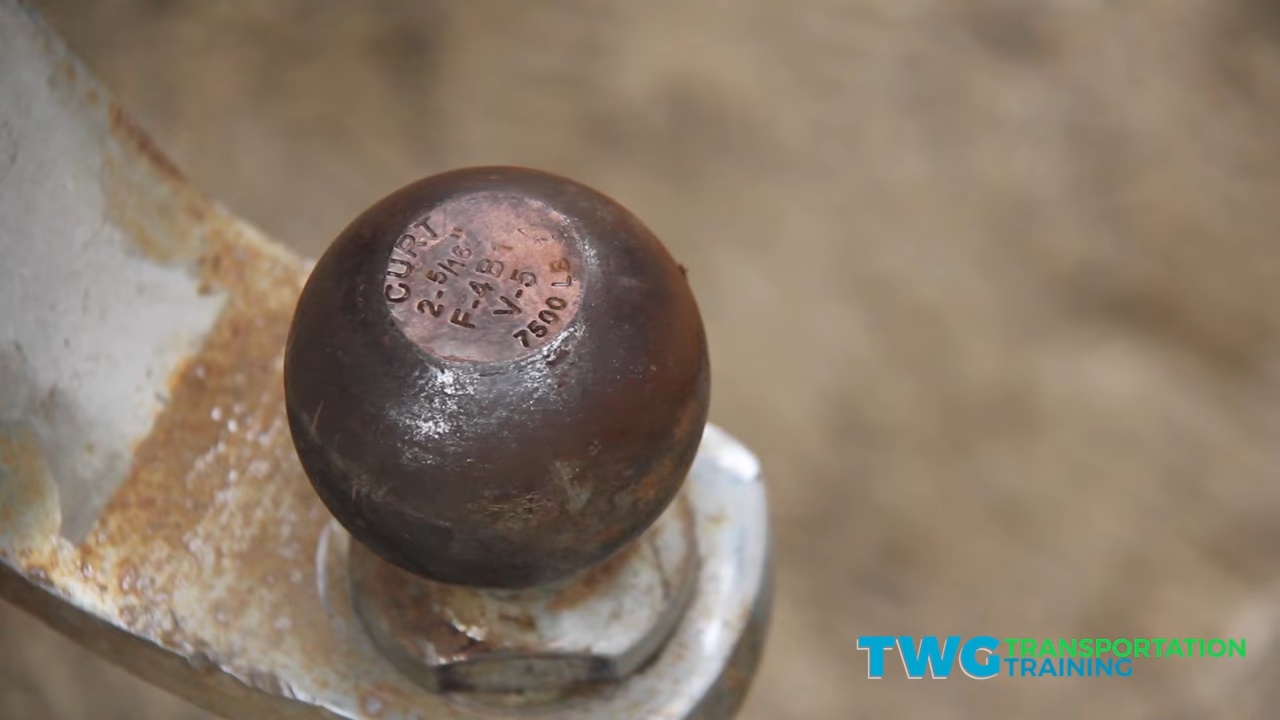 CURT
2-5/16"
F-4B
V-5
7500 LB
TWG TRANSPORTATION
TRAINING